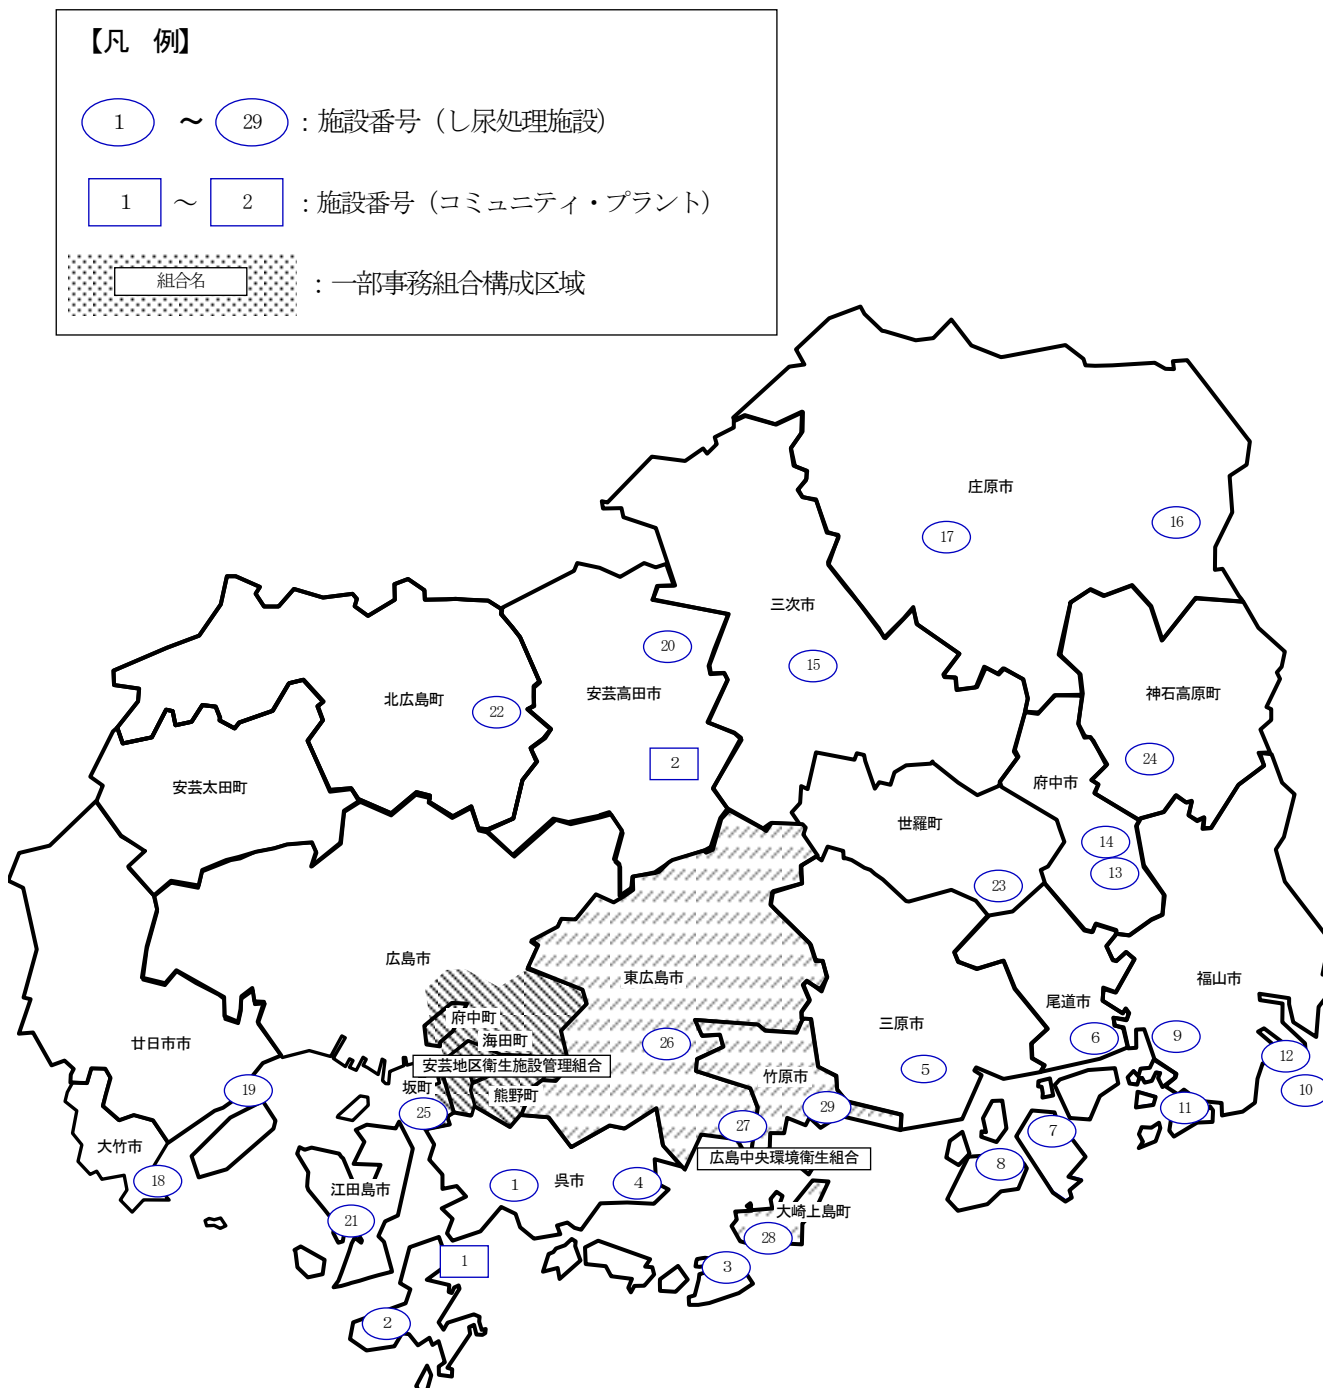 【凡　例】
1 ～ 29 : 施設番号（し尿処理施設）
1 ～ 2 : 施設番号（コミュニティ・プラント）
組合名 : 一部事務組合構成区域
庄原市
16
17
三次市
20
15
北広島町
安芸高田市
神石高原町
22
2
24
安芸太田町
府中市
世羅町
14
13
23
広島市
東広島市
福山市
府中町
尾道市
三原市
海田町
廿日市市
26
6
9
12
安芸地区衛生施設管理組合
5
竹原市
19
坂町
熊野町
10
25
29
11
27
7
大竹市
広島中央環境衛生組合
8
18
江田島市
1
呉市
4
21
大崎上島町
28
1
3
2